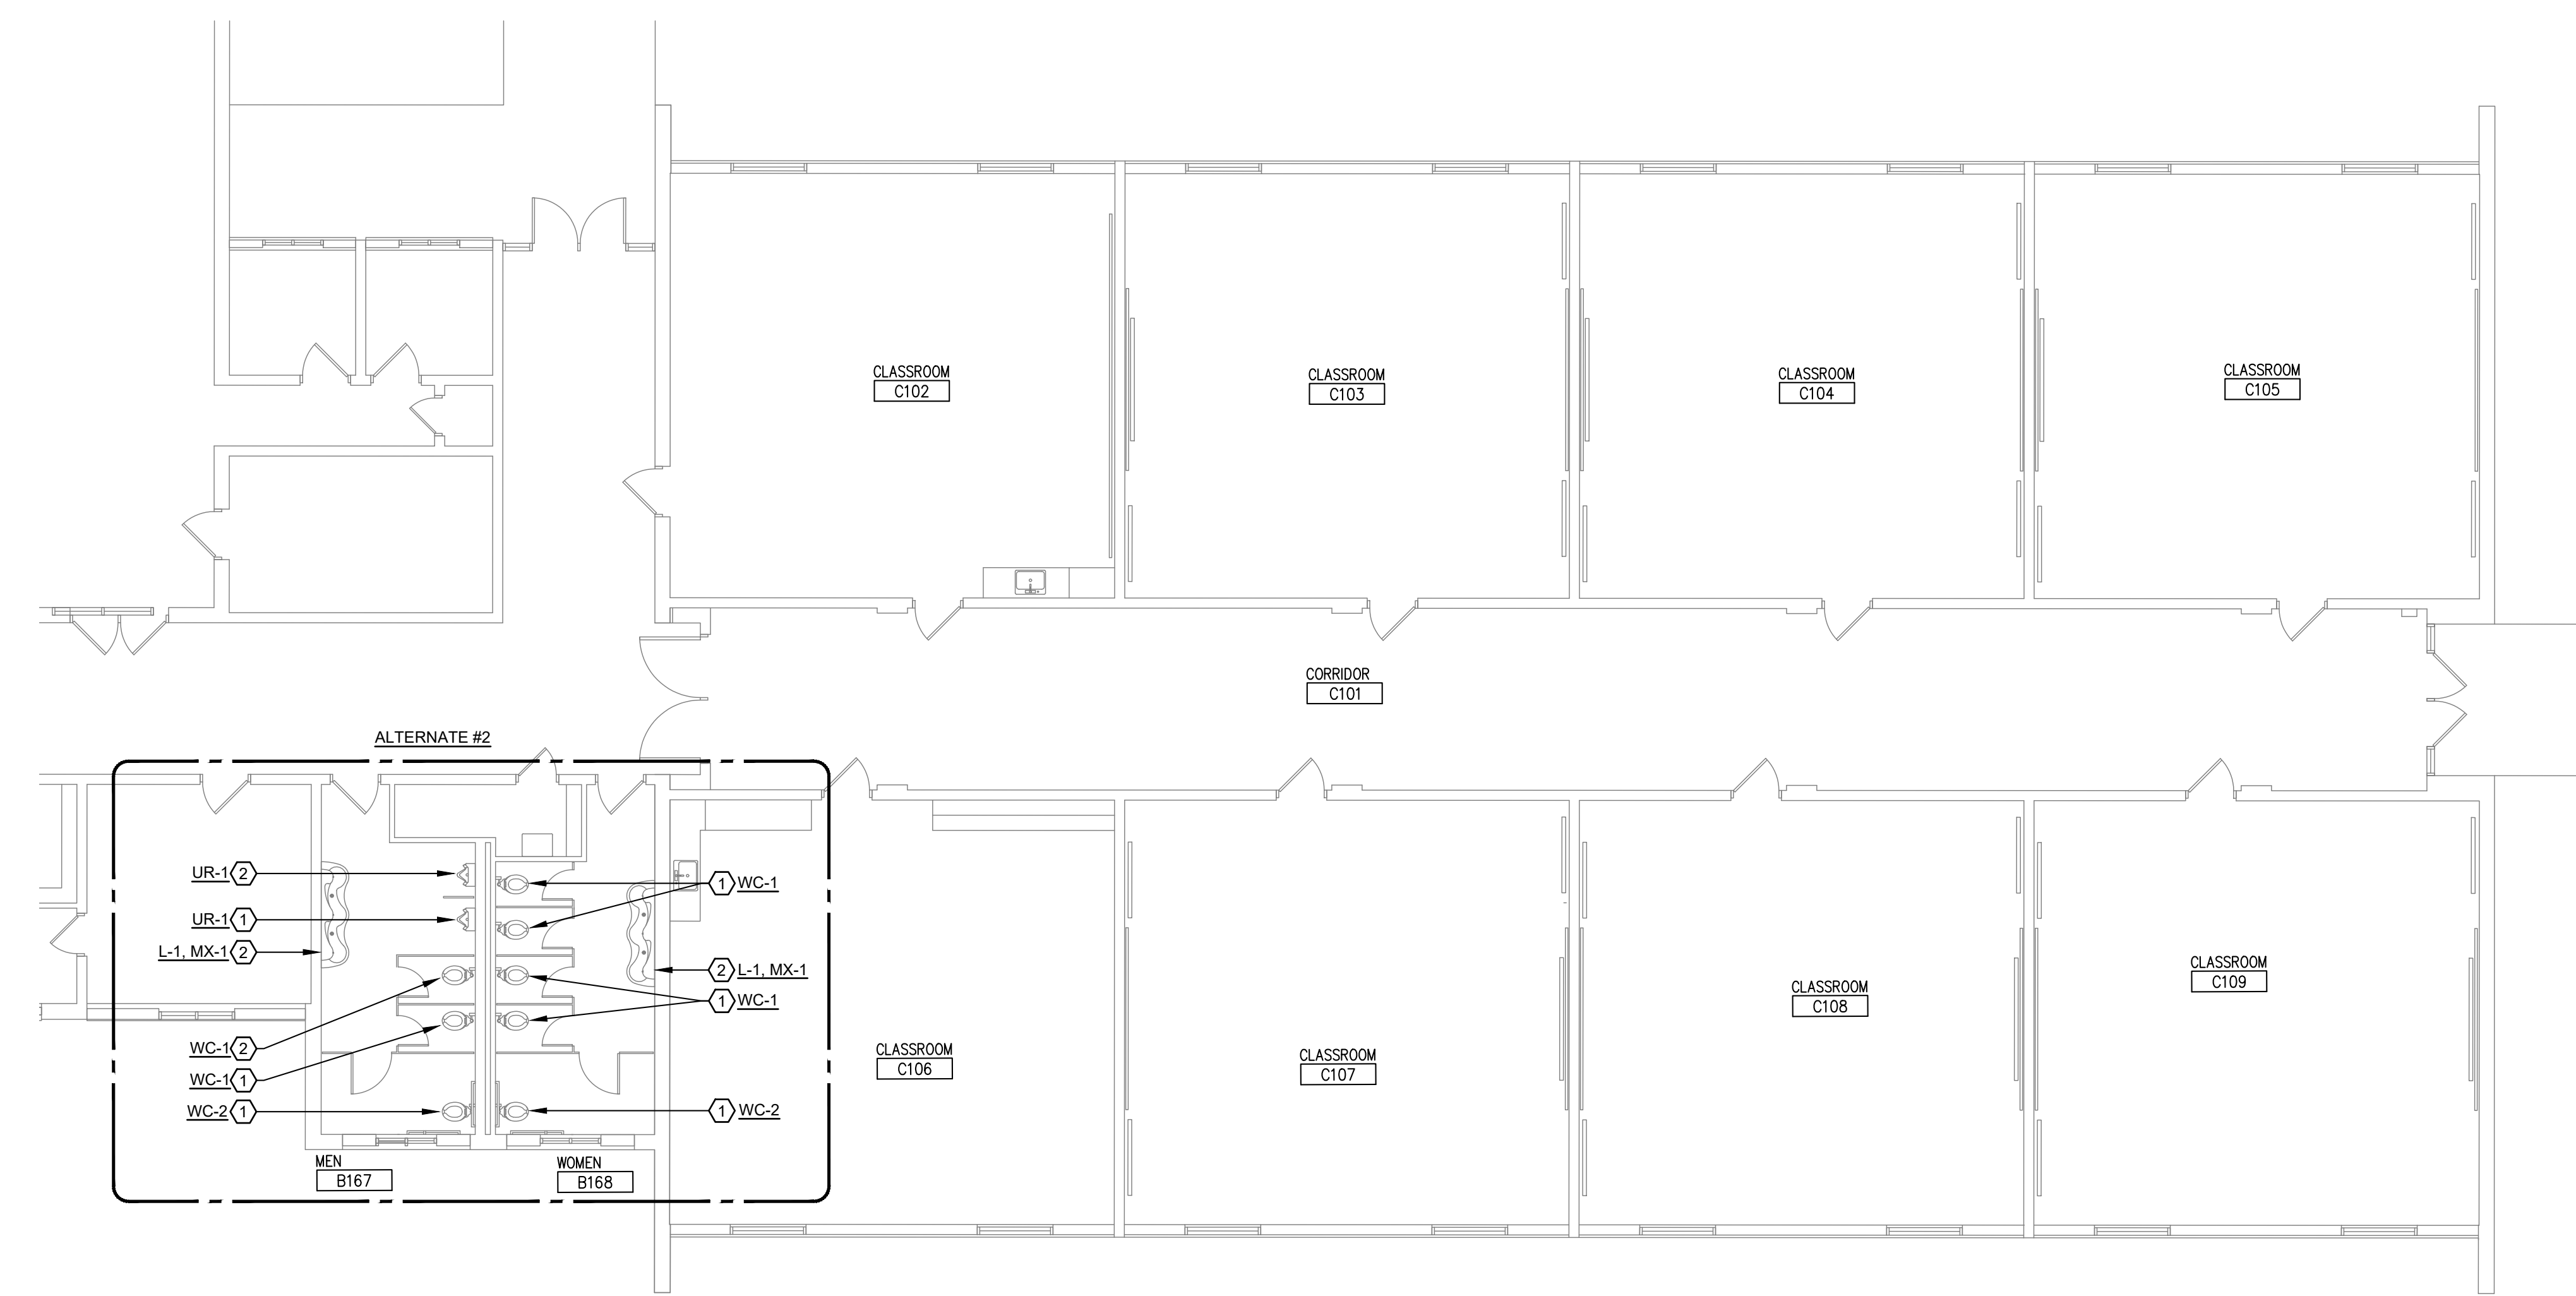 CLASSROOM
C102
CLASSROOM
C103
CLASSROOM
C104
CLASSROOM
C105
CORRIDOR
C101
ALTERNATE #2
UR-1 2
UR-1 1
L-1, MX-1 2
WC-1 2
WC-1 1
WC-2 1
1 WC-1
2 L-1, MX-1
1 WC-1
1 WC-2
MEN
B167
WOMEN
B168
CLASSROOM
C106
CLASSROOM
C107
CLASSROOM
C108
CLASSROOM
C109